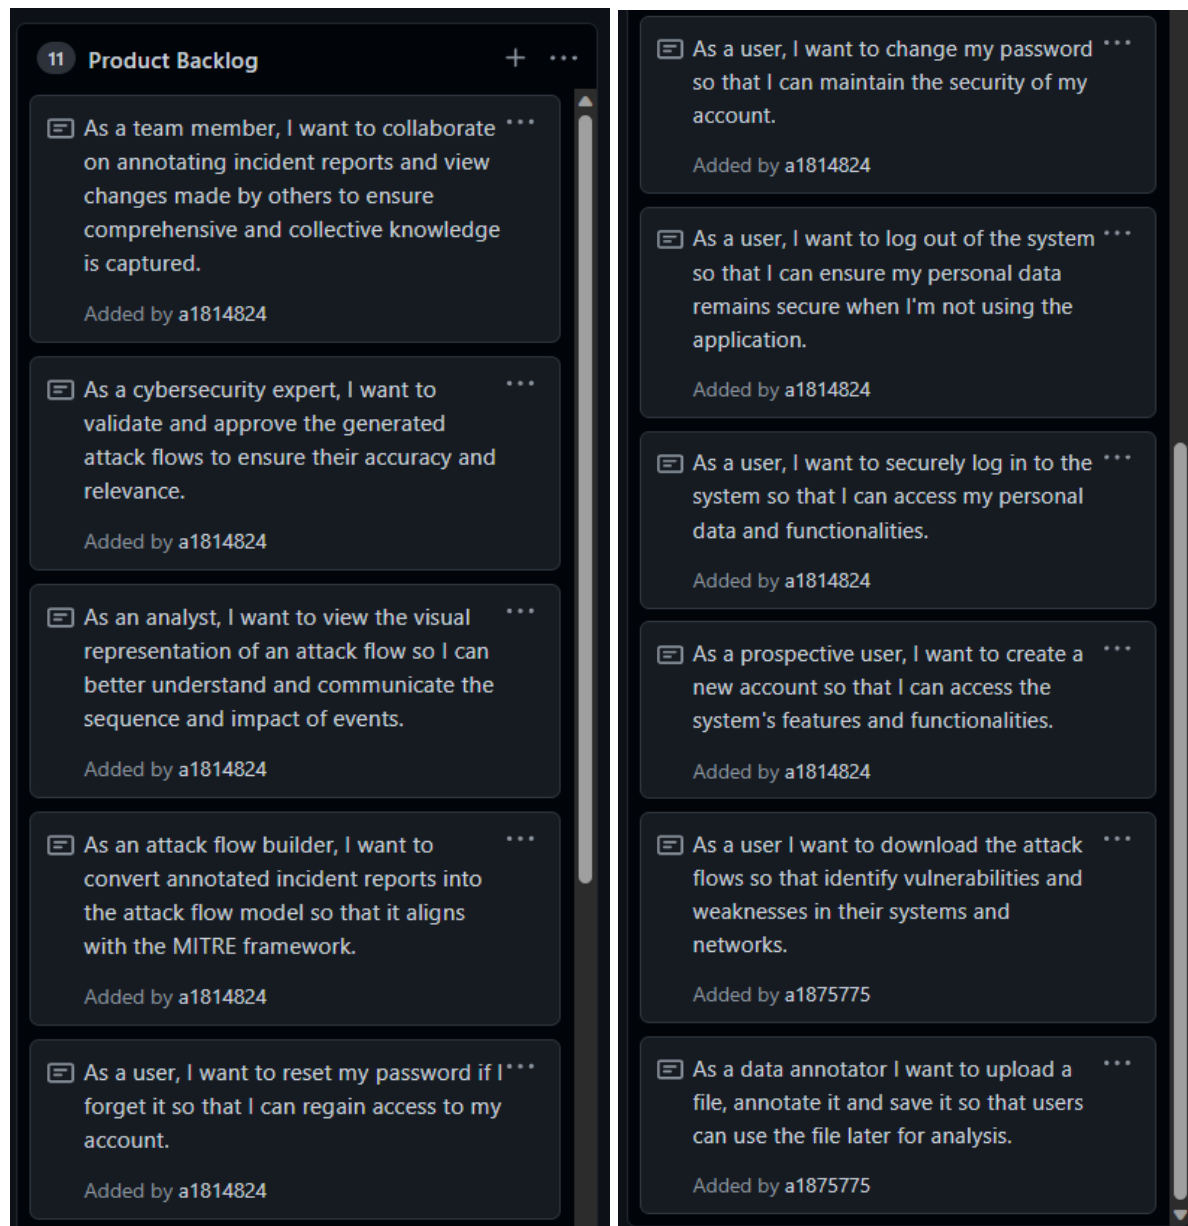 11 Product Backlog
As a team member, I want to collaborate
on annotating incident reports and view
changes made by others to ensure
comprehensive and collective knowledge
is captured.
Added by a1814824
As a cybersecurity expert, I want to
validate and approve the generated
attack flows to ensure their accuracy and
relevance.
Added by a1814824
As an analyst, I want to view the visual
representation of an attack flow so I can
better understand and communicate the
sequence and impact of events.
Added by a1814824
As an attack flow builder, I want to
convert annotated incident reports into
the attack flow model so that it aligns
with the MITRE framework.
Added by a1814824
As a user, I want to reset my password if I
forget it so that I can regain access to my
account.
Added by a1814824
As a user, I want to change my password
so that I can maintain the security of my
account.
Added by a1814824
As a user, I want to log out of the system
so that I can ensure my personal data
remains secure when I'm not using the
application.
Added by a1814824
As a user, I want to securely log in to the
system so that I can access my personal
data and functionalities.
Added by a1814824
As a prospective user, I want to create a
new account so that I can access the
system's features and functionalities.
Added by a1814824
As a user I want to download the attack
flows so that identify vulnerabilities and
weaknesses in their systems and
networks.
Added by a1875775
As a data annotator I want to upload a
file, annotate it and save it so that users
can use the file later for analysis.
Added by a1875775